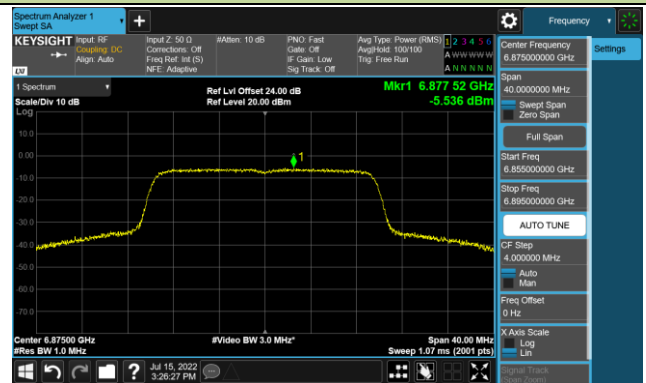 Spectrum Analyzer 1
Swept SA
Frequency
KEYSIGHT
Input: RF
Coupling: DC
Align: Auto
Input Z: 50 Ω
Corrections: Off
Freq Ref: Int (S)
NFE: Adaptive
#Atten: 10 dB
PNO: Fast
Gate: Off
IF Gain: Low
Sig Track: Off
Avg Type: Power (RMS)
Avg|Hold: 100/100
Trig: Free Run
1 2 3 4 5 6
A W W W W W
A N N N N N
LXI
1 Spectrum
Scale/Div 10 dB
Log
Ref Lvl Offset 24.00 dB
Ref Level 20.00 dBm
Mkr1 6.877 52 GHz
-5.536 dBm
10.0
0.00
-10.0
-20.0
-30.0
-40.0
-50.0
-60.0
-70.0
1
Center 6.87500 GHz
#Res BW 1.0 MHz
#Video BW 3.0 MHz*
Span 40.00 MHz
Sweep 1.07 ms (2001 pts)
Jul 15, 2022
3:26:27 PM
Center Frequency
6.875000000 GHz
Settings
Span
40.0000000 MHz
Swept Span
Zero Span
Full Span
Start Freq
6.855000000 GHz
Stop Freq
6.895000000 GHz
AUTO TUNE
CF Step
4.000000 MHz
Auto
Man
Freq Offset
0 Hz
X Axis Scale
Log
Lin
Signal Track
(Span Zoom)